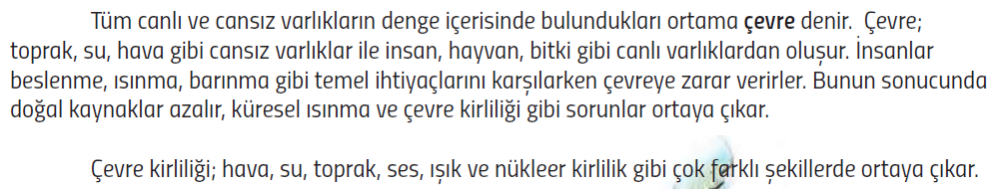 Tüm canlı ve cansız varlıkların denge içerisinde bulundukları ortama çevre denir. Çevre;
toprak, su, hava gibi cansız varlıklar ile insan, hayvan, bitki gibi canlı varlıklardan oluşur. İnsanlar
beslenme, ısınma, barınma gibi temel ihtiyaçlarını karşılarken çevreye zarar verirler. Bunun sonucunda
doğal kaynaklar azalır, küresel ısınma ve çevre kirliliği gibi sorunlar ortaya çıkar.
Çevre kirliliği; hava, su, toprak, ses, ışık ve nükleer kirlilik gibi çok farklı şekillerde ortaya çıkar.